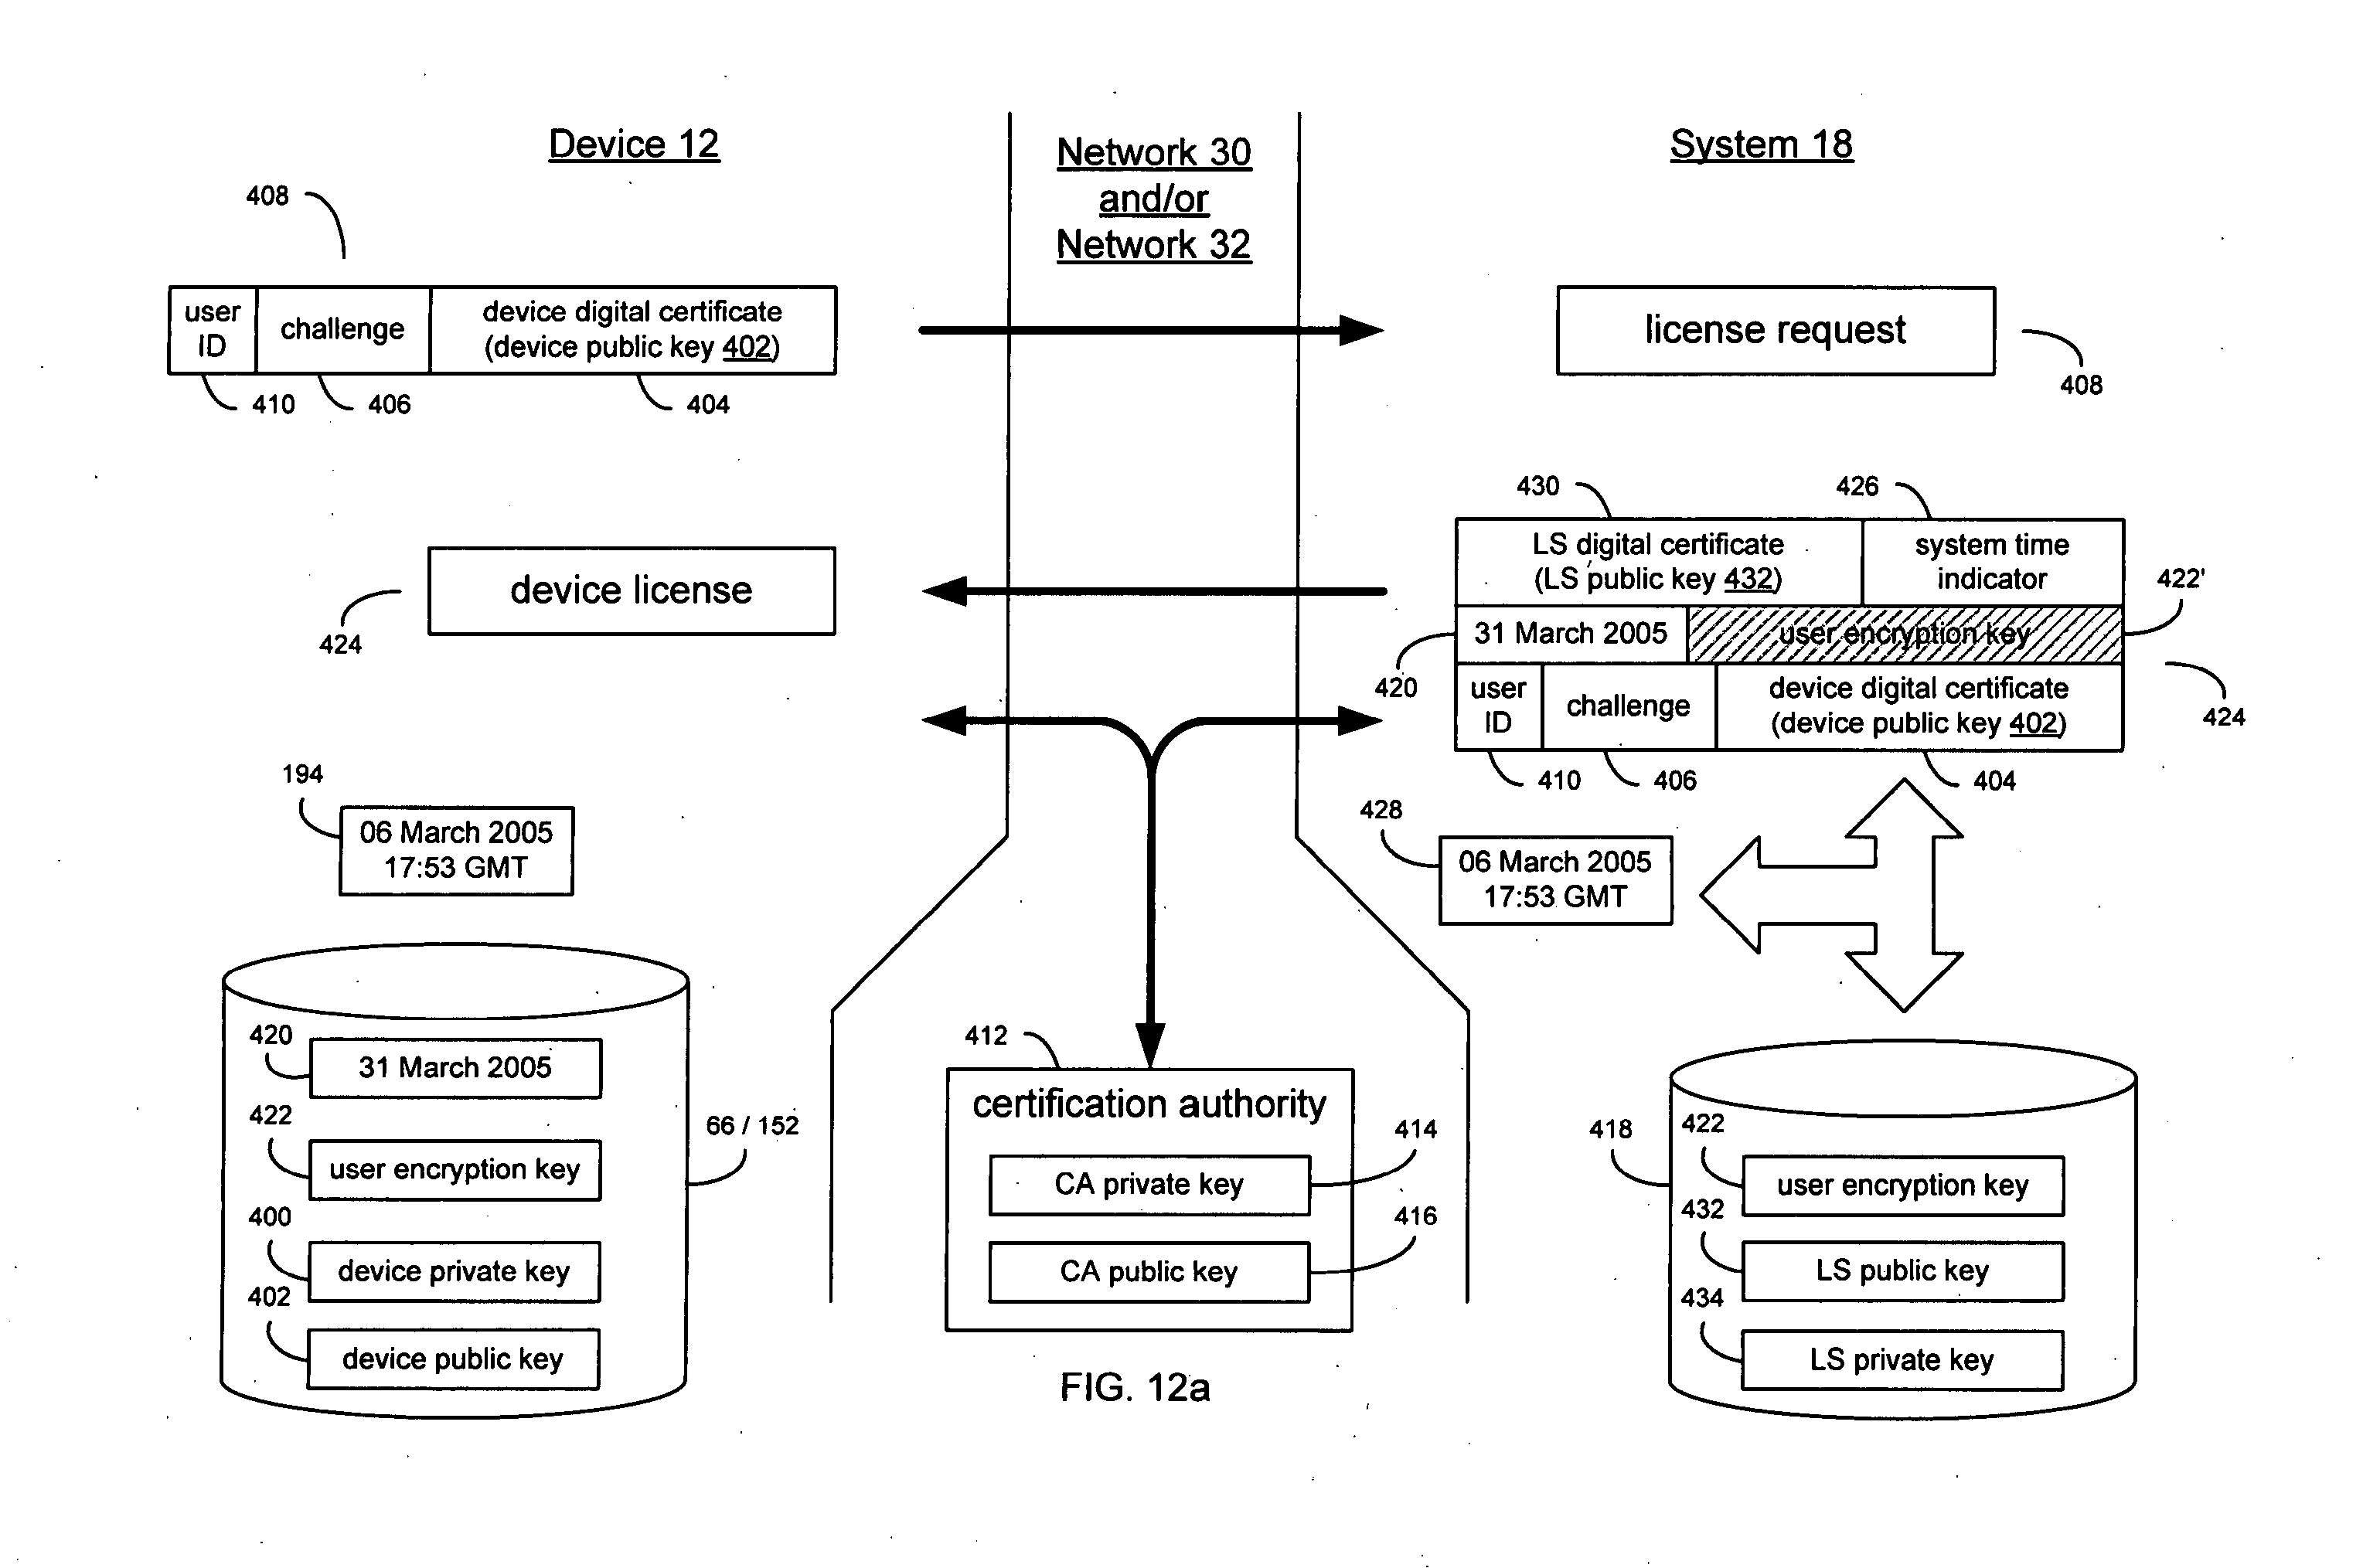 Device 12
Network 30
and/or
Network 32
System 18
408
user
ID
challenge
device digital certificate
(device public key 402)
410
406
404
license request
408
device license
424
430
426
LS digital certificate
(LS public key 432)
system time
indicator
422'
31 March 2005
user encryption key
420
user
ID
challenge
device digital certificate
(device public key 402)
424
410
406
404
194
06 March 2005
17:53 GMT
428
06 March 2005
17:53 GMT
420
31 March 2005
422
user encryption key
400
device private key
402
device public key
66 / 152
412
certification authority
414
CA private key
416
CA public key
418
422
user encryption key
432
LS public key
434
LS private key
FIG. 12a